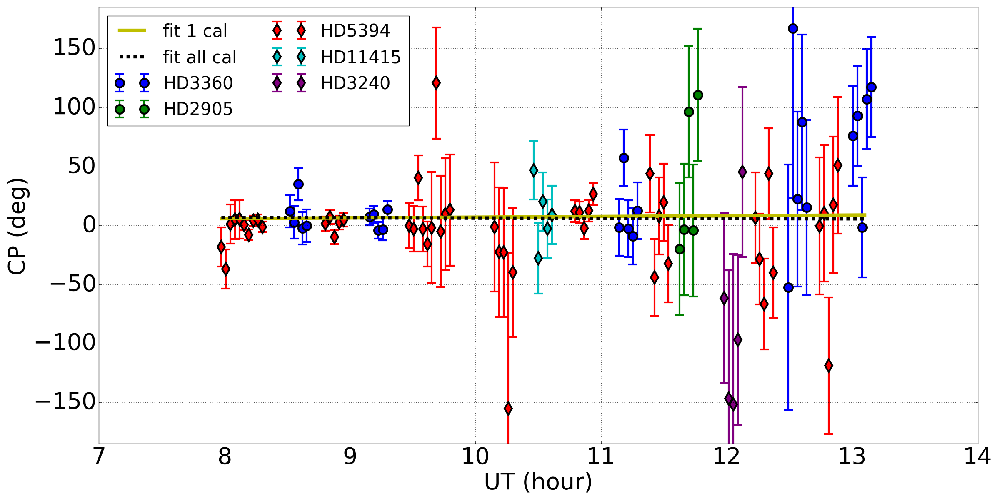 fit 1 cal
fit all cal
HD3360
HD2905
HD5394
HD11415
HD3240
CP (deg)
150
100
50
0
−50
−100
−150
7 8 9 10 11 12 13 14
UT (hour)